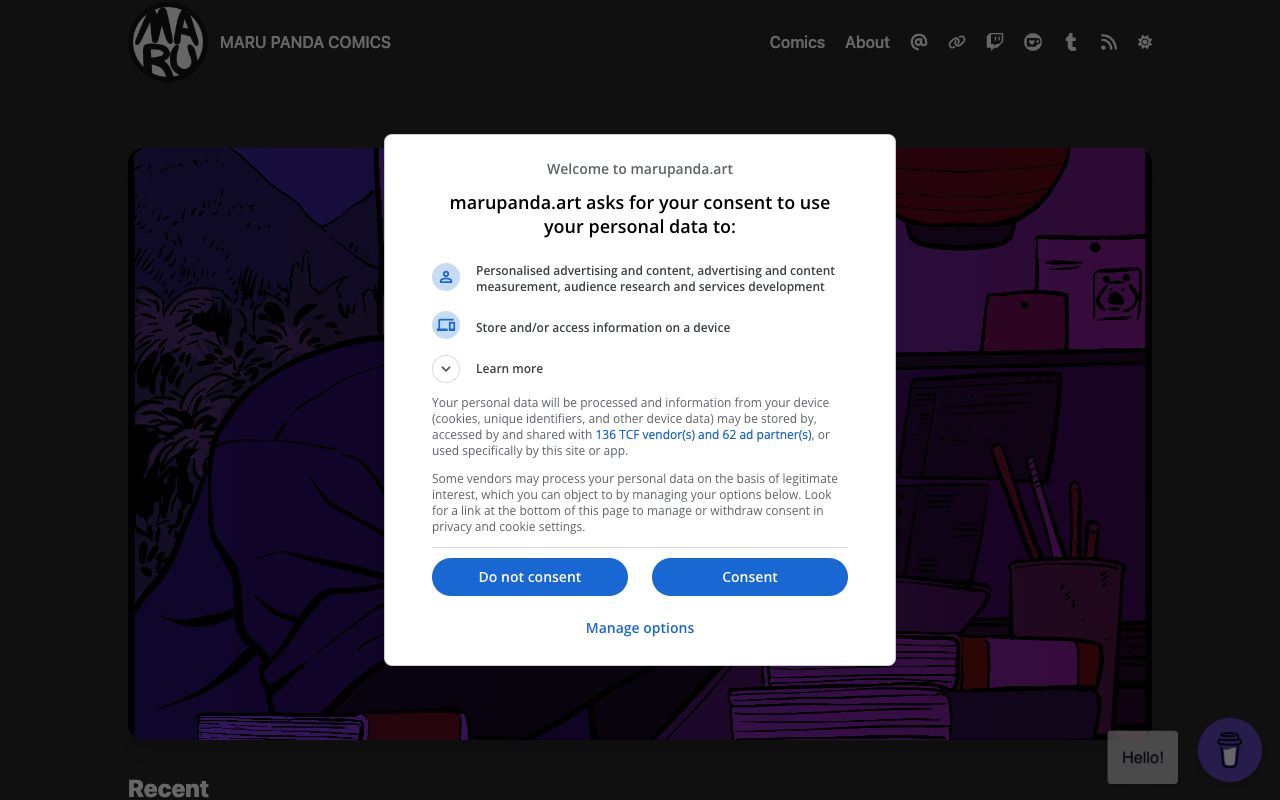 MARU
MARU PANDA COMICS
Comics
About
Welcome to marupanda.art
marupanda.art asks for your consent to use
your personal data to:
Personalised advertising and content, advertising and content
measurement, audience research and services development
Store and/or access information on a device
Learn more
Your personal data will be processed and information from your device
(cookies, unique identifiers, and other device data) may be stored by,
accessed by and shared with 136 TCF vendor(s) and 62 ad partner(s), or
used specifically by this site or app.
Some vendors may process your personal data on the basis of legitimate
interest, which you can object to by managing your options below. Look
for a link at the bottom of this page to manage or withdraw consent in
privacy and cookie settings.
Do not consent
Consent
Manage options
Hello!
Recent